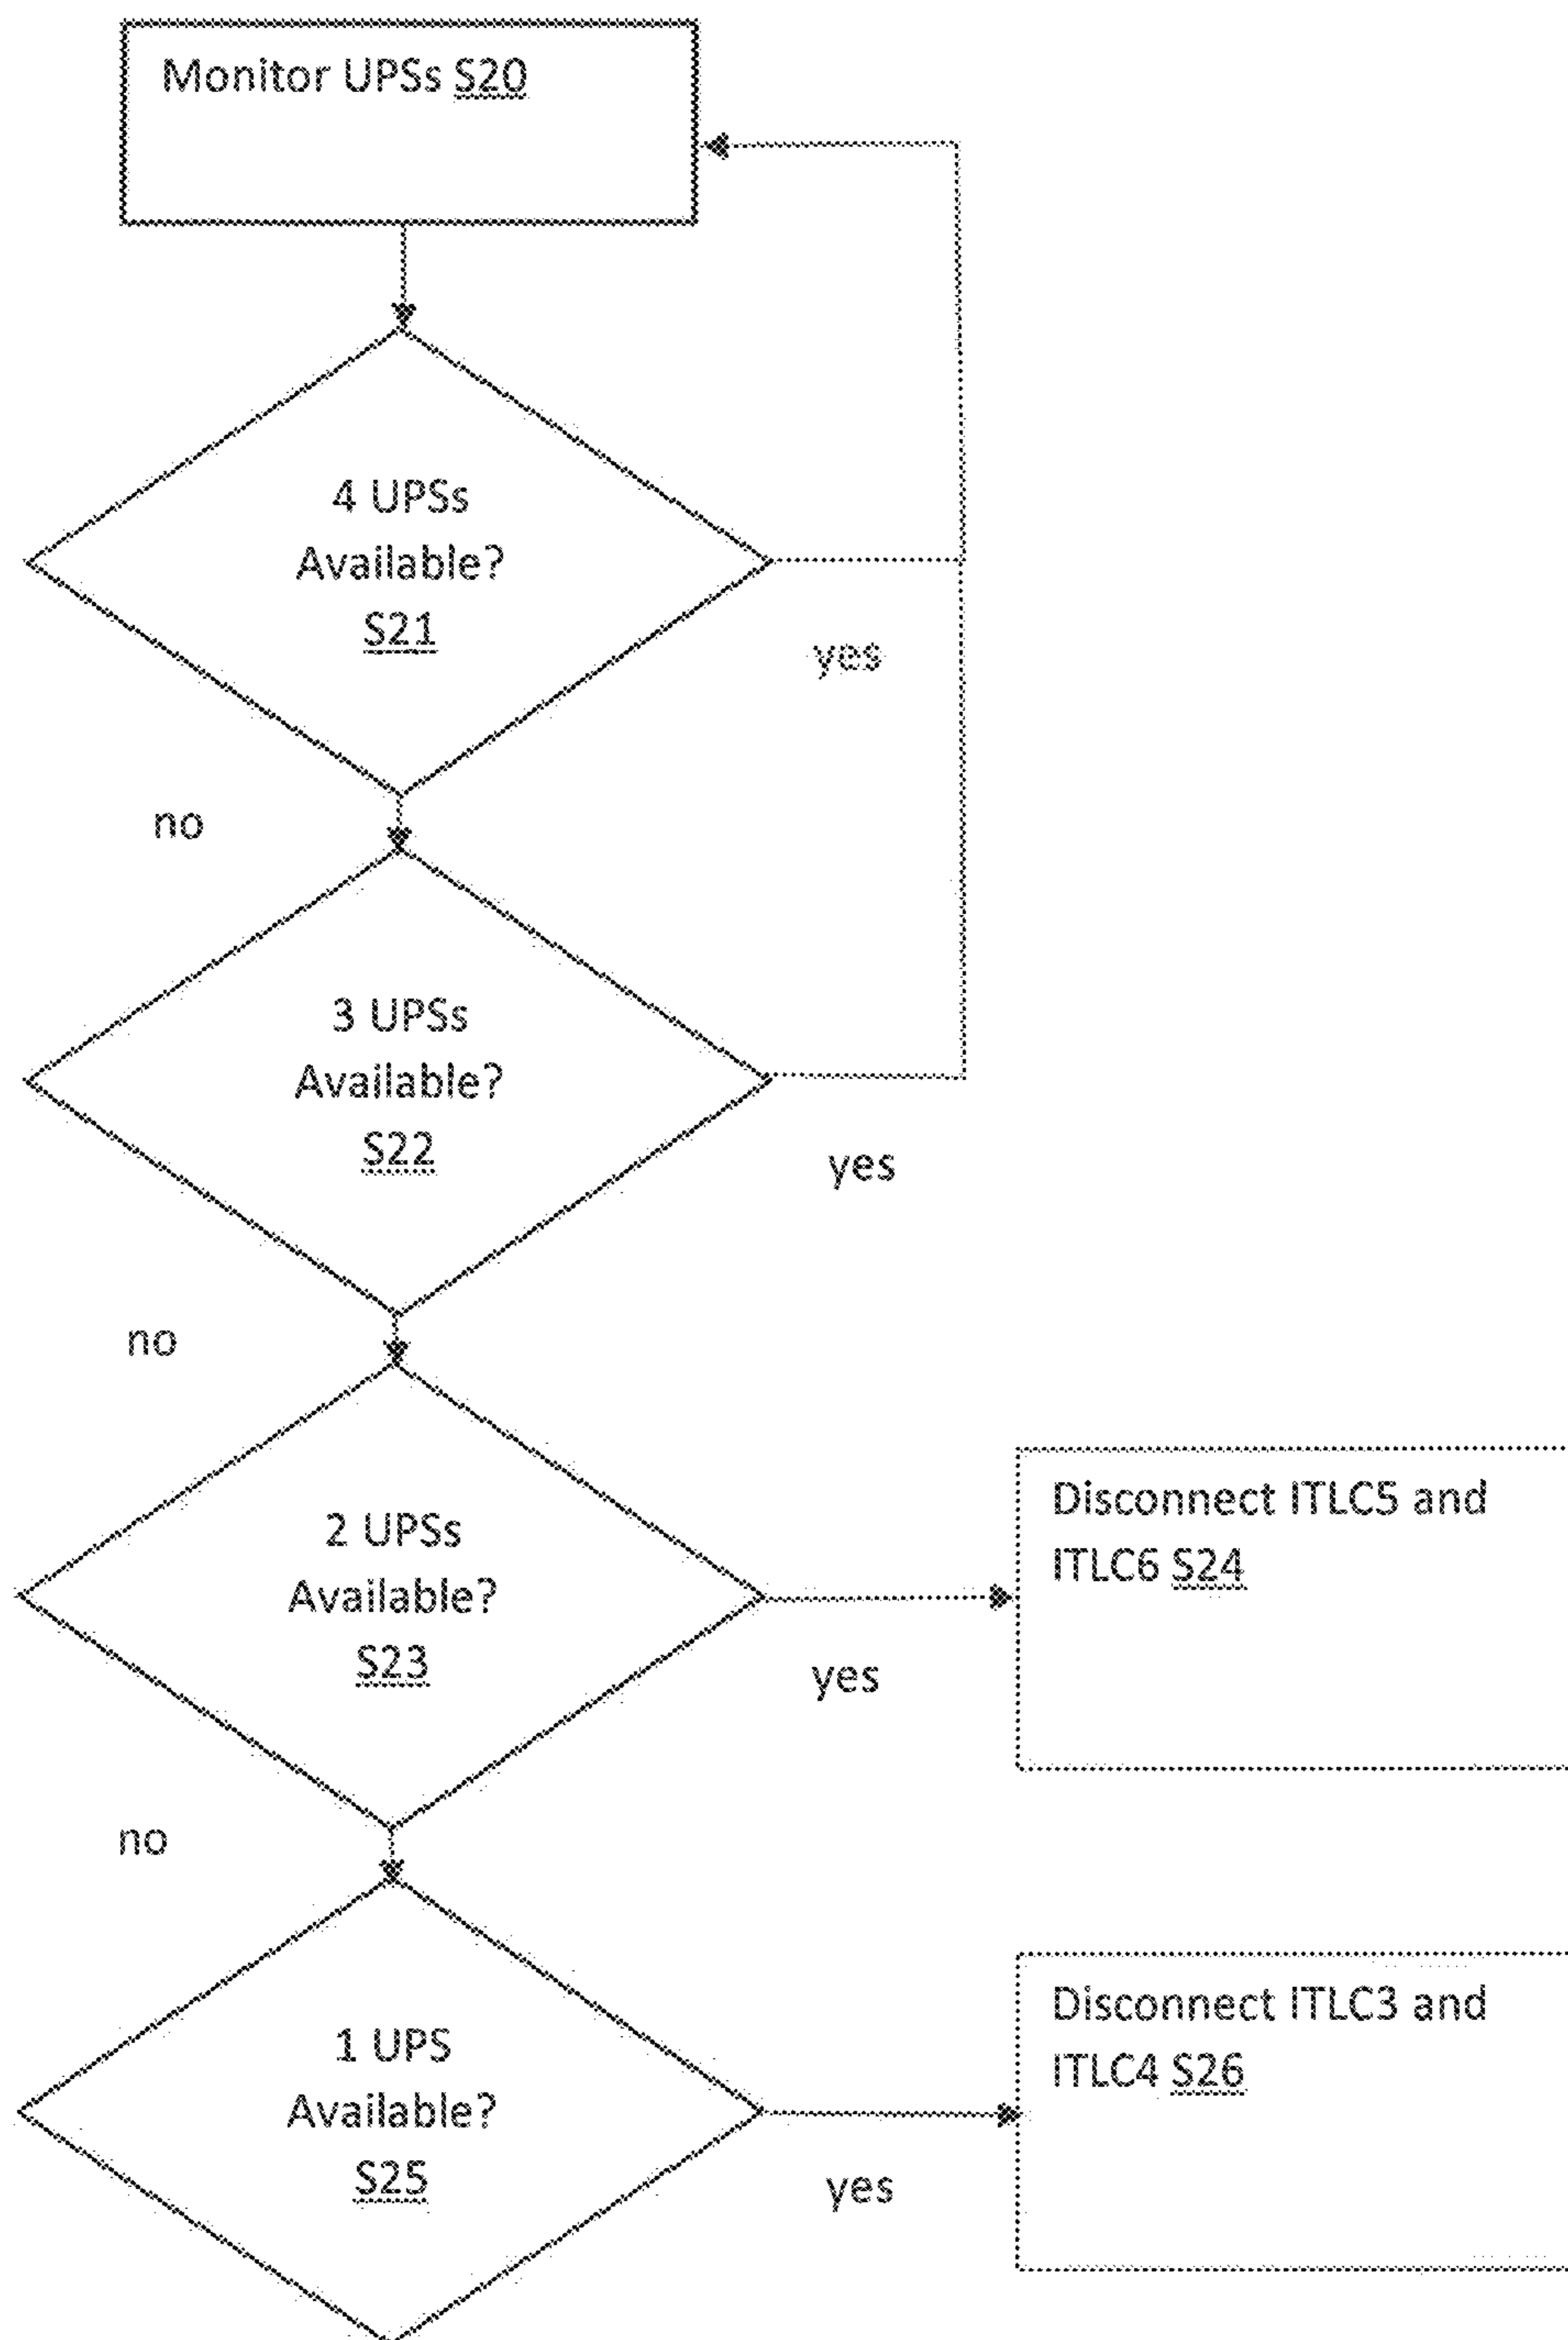 Monitor UPSs S20
4 UPSs
Available?
S21
yes
no
3 UPSs
Available?
S22
yes
no
2 UPSs
Available?
S23
yes
Disconnect ITLC5 and
ITLC6 S24
no
1 UPS
Available?
S25
yes
Disconnect ITLC3 and
ITLC4 S26